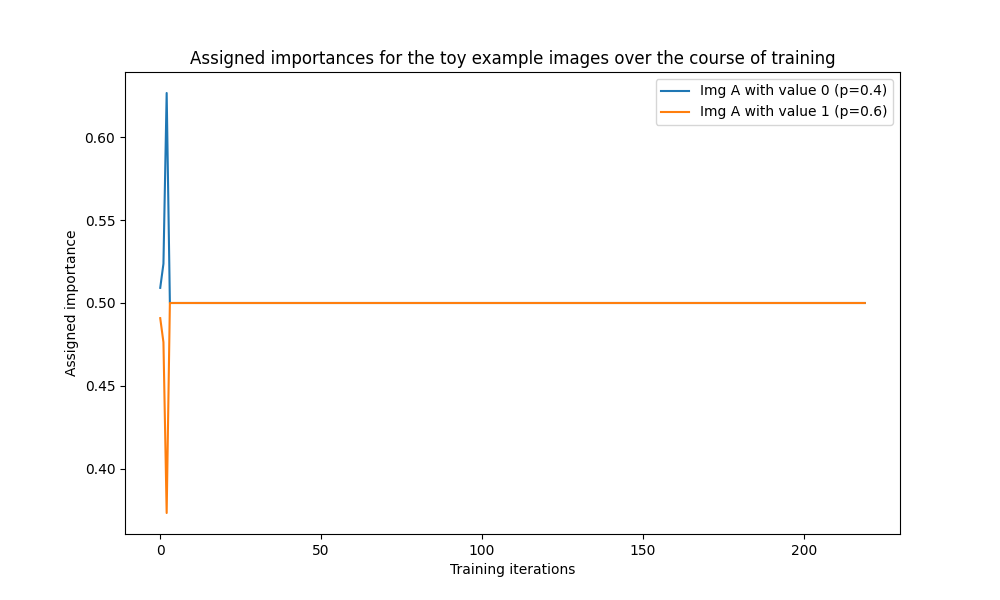 Assigned importances for the toy example images over the course of training
Img A with value 0 (p=0.4)
Img A with value 1 (p=0.6)
0.60
0.55
0.50
0.45
0.40
Assigned importance
0 50 100 150 200
Training iterations